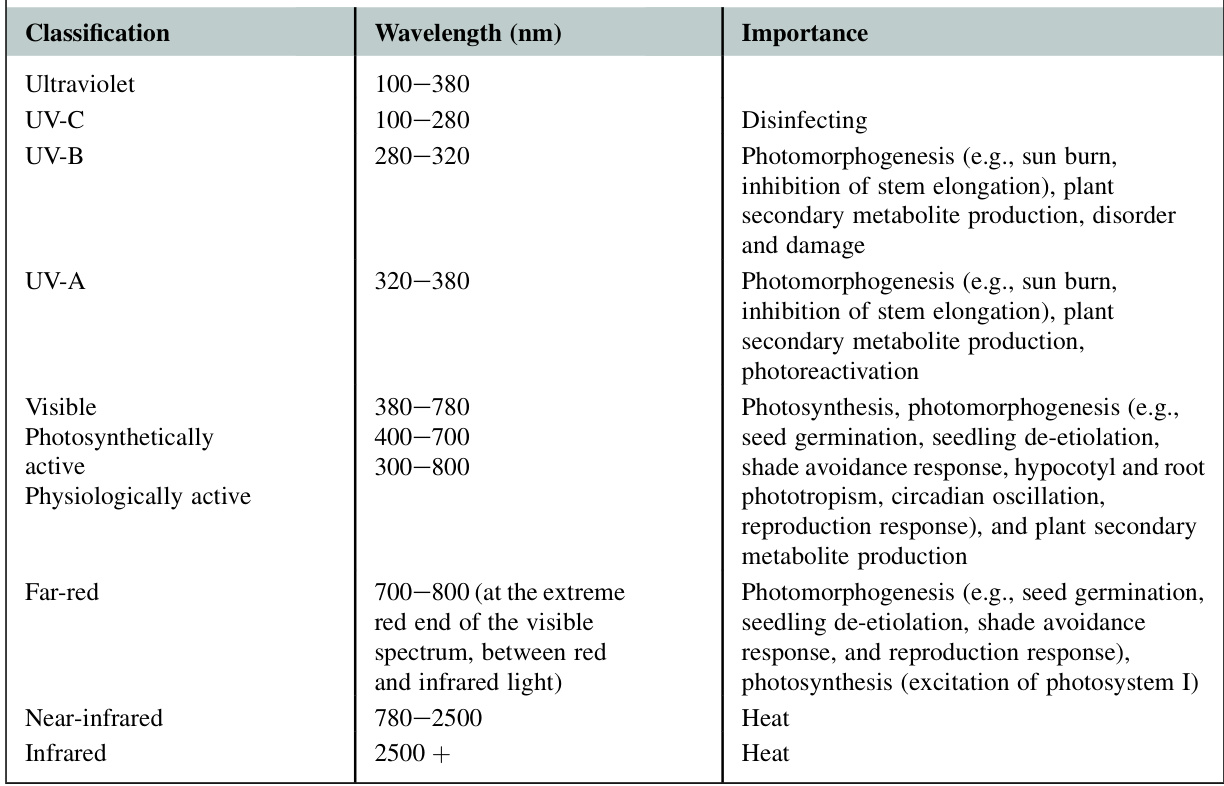 Classification Wavelength (nm) Importance
Ultraviolet 100−380
UV-C 100−280 Disinfecting
UV-B 280−320 Photomorphogenesis (e.g., sun burn,
inhibition of stem elongation), plant
secondary metabolite production, disorder
and damage
UV-A 320−380 Photomorphogenesis (e.g., sun burn,
inhibition of stem elongation), plant
secondary metabolite production,
photoreactivation
Visible 380−780 Photosynthesis, photomorphogenesis (e.g.,
Photosynthetically 400−700 seed germination, seedling de-etiolation,
active 300−800 shade avoidance response, hypocotyl and root
Physiologically active phototropism, circadian oscillation,
reproduction response), and plant secondary
metabolite production
Far-red 700−800 (at the extreme Photomorphogenesis (e.g., seed germination,
red end of the visible seedling de-etiolation, shade avoidance
spectrum, between red response, and reproduction response),
and infrared light) photosynthesis (excitation of photosystem I)
Near-infrared 780−2500 Heat
Infrared 2500 + Heat